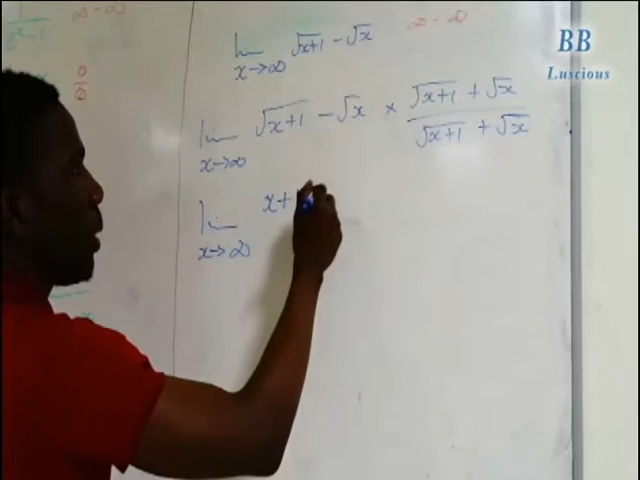 ∞ - ∞
0/0
lim x→∞ √x+1 - √x ∞ - ∞
lim x→∞ √x+1 - √x × (√x+1 + √x)/(√x+1 + √x)
lim x→∞ x+
BB
Luscious